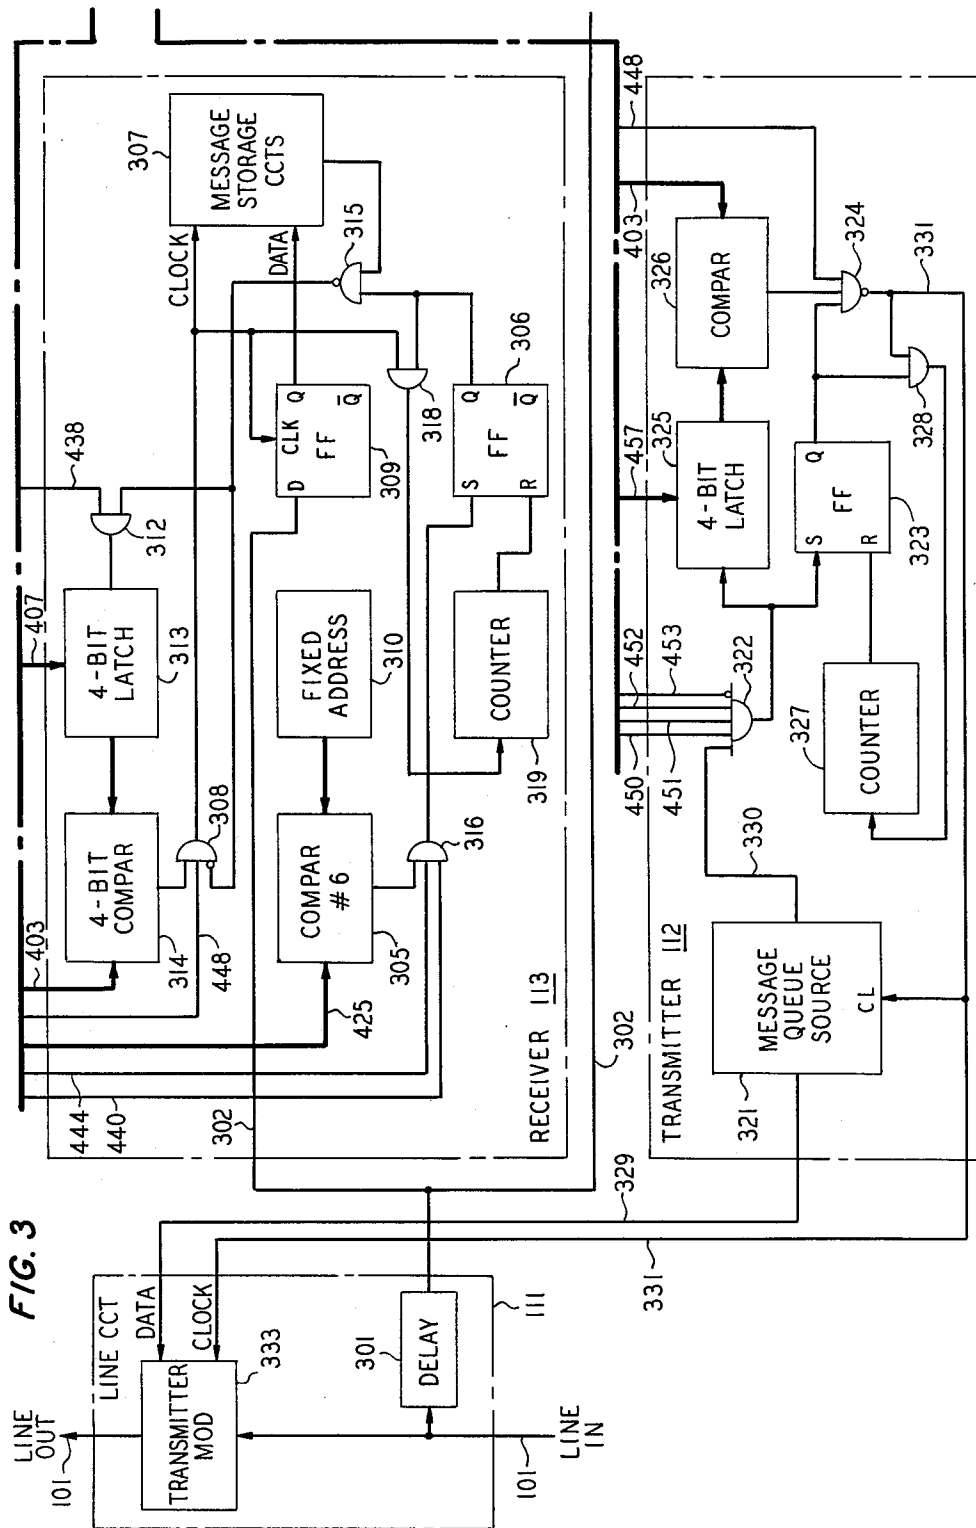 FIG. 3
LINE OUT
101
LINE CCT
DATA
CLOCK
TRANSMITTER MOD
333
301
DELAY
111
101
LINE IN
331
329
302
302
403
444
440
448
425
4-BIT COMPAR
314
308
407
4-BIT LATCH
313
438
312
COMPAR #6
305
316
FIXED ADDRESS
310
COUNTER
319
D
CLK
FF
Q
Q̅
309
318
S
R
FF
Q
Q̅
306
315
CLOCK
DATA
MESSAGE STORAGE CCTS
307
RECEIVER 113
TRANSMITTER 112
MESSAGE QUEUE SOURCE
CL
321
330
450
451
452
453
322
COUNTER
327
457
4-BIT LATCH
325
S
R
FF
Q
323
COMPAR
326
403
448
324
328
331